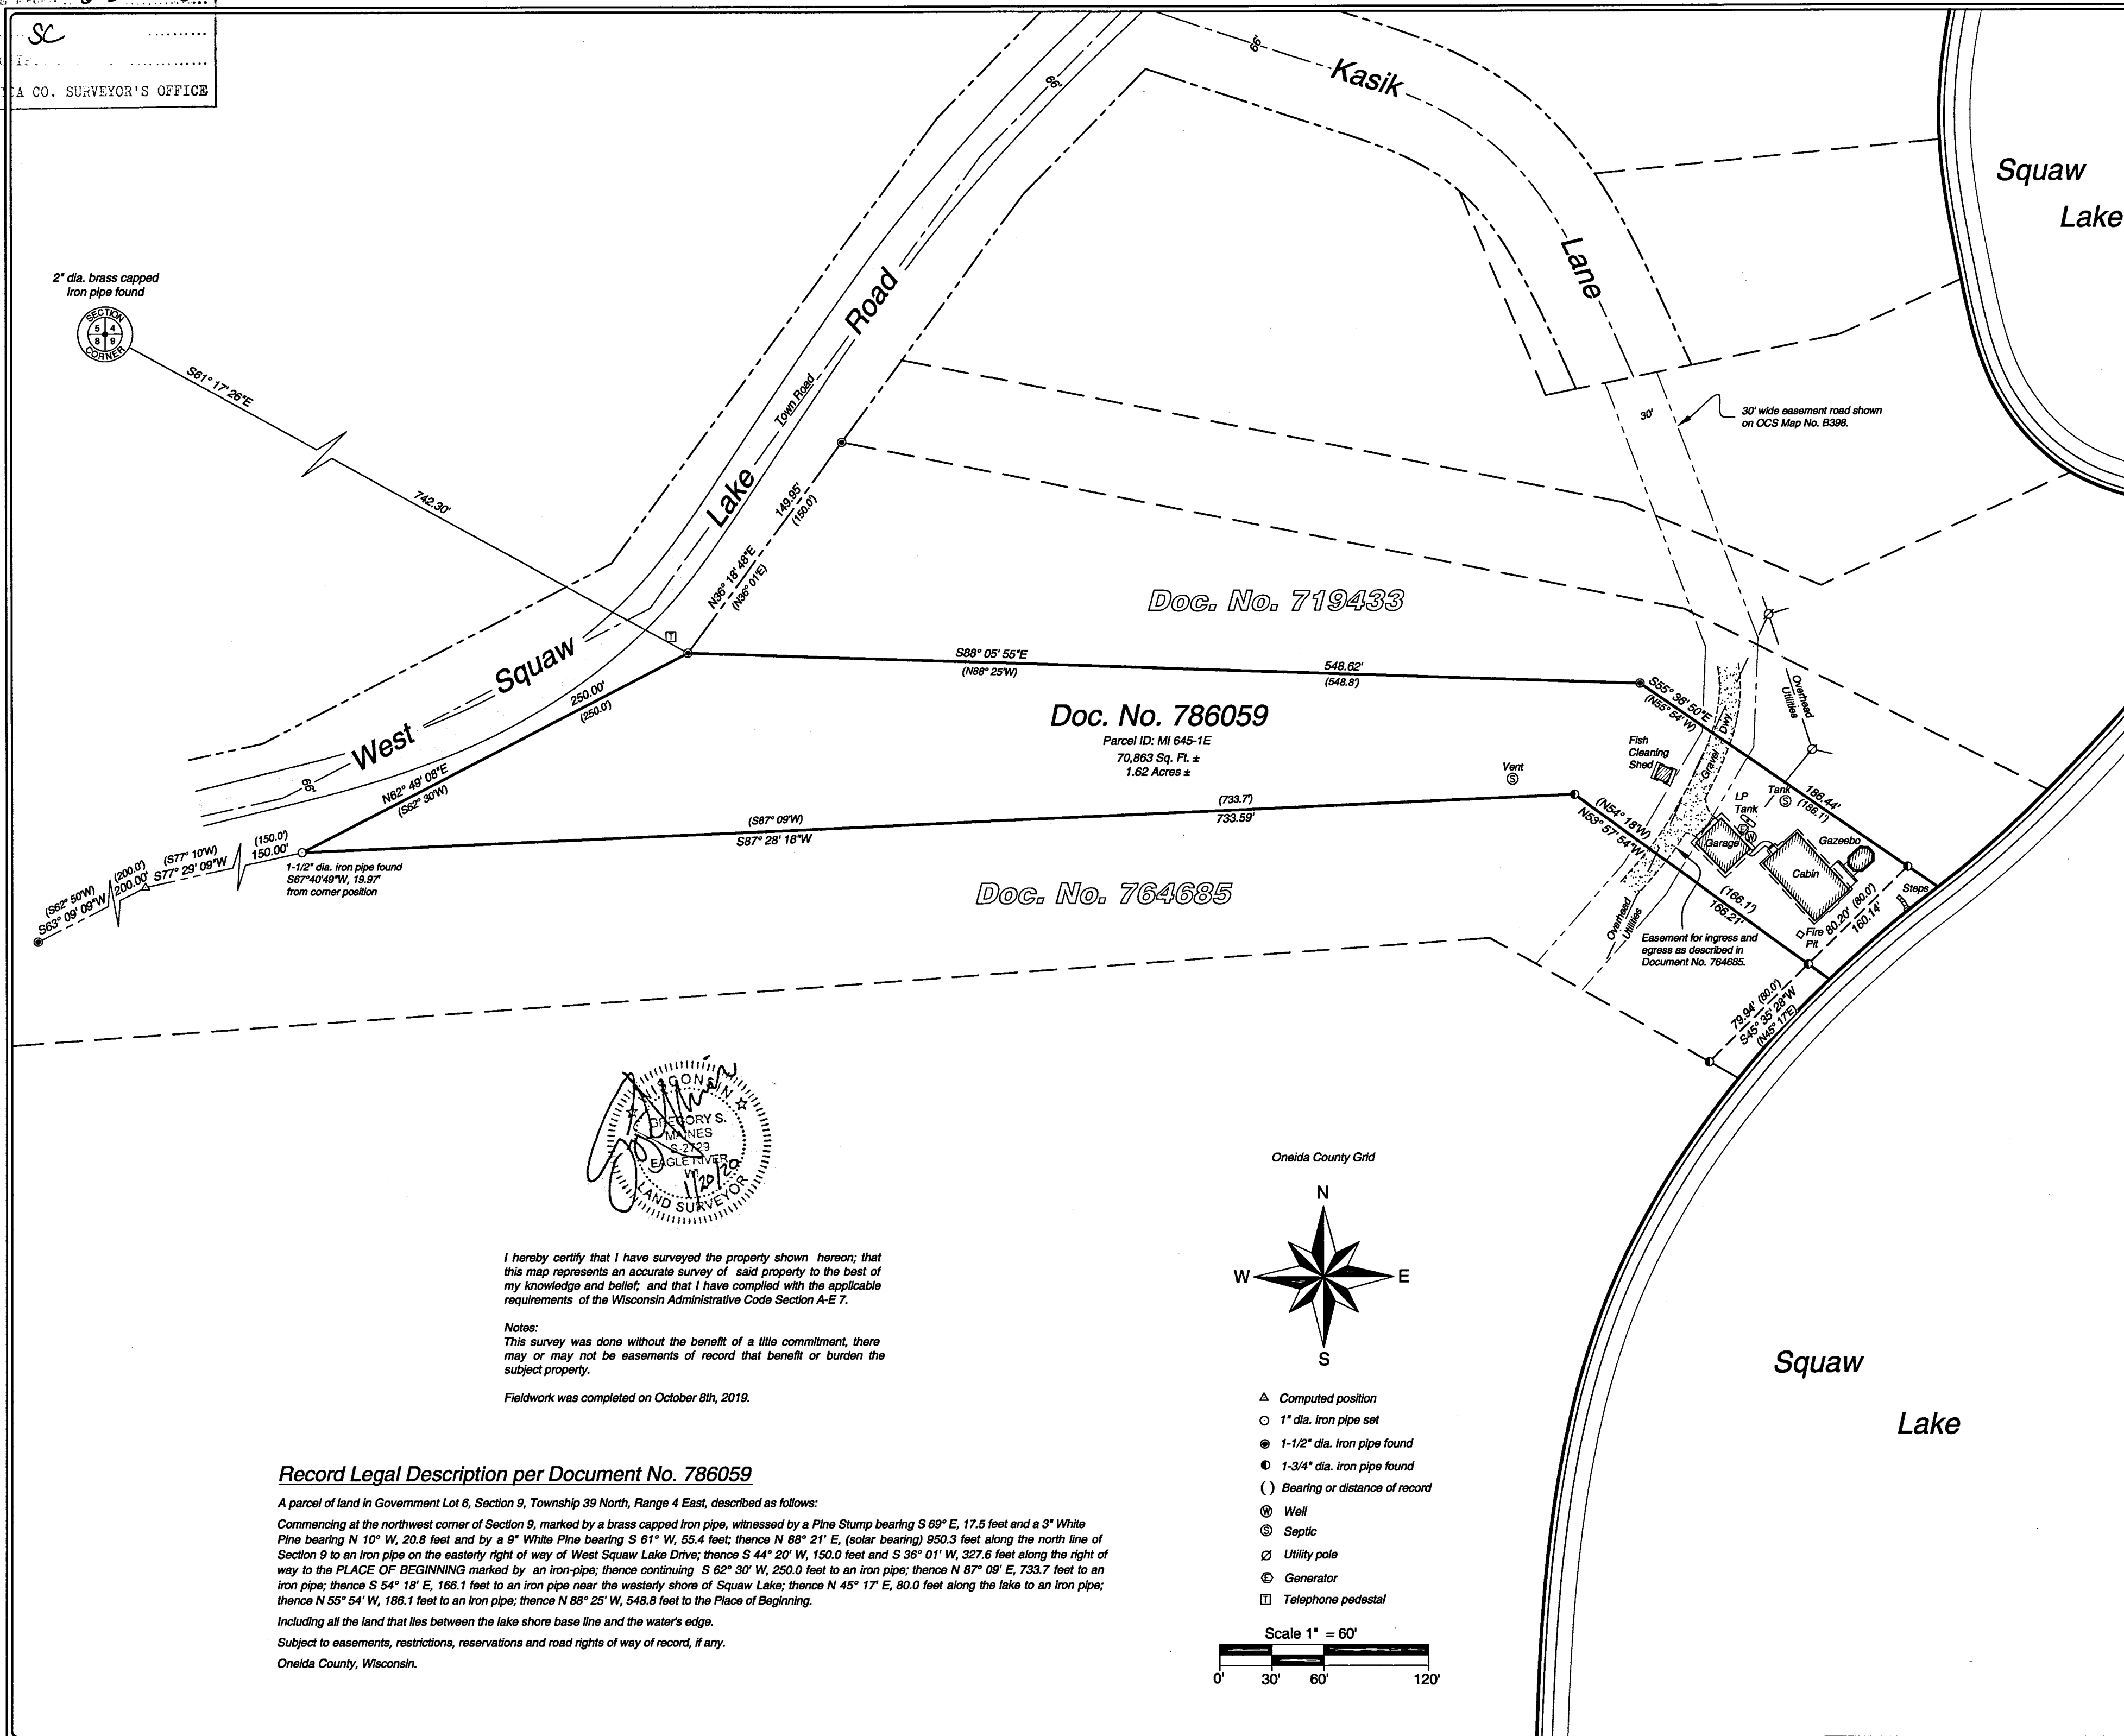 SC
CO. SURVEYOR'S OFFICE
66'
66'
Kasik
Lane
Squaw
Lake
2" dia. brass capped
iron pipe found
SECTION
5 4
8 9
CORNER
S61° 17' 26"E
742.30'
West Squaw Lake Road
Town Road
66'
30'
30' wide easement road shown
on OCS Map No. B398.
149.95'
(150.0')
N36° 18' 48"E
(N36° 01'E)
Doc. No. 719433
T
S88° 05' 55"E
(N88° 25'W)
548.62'
(548.8')
250.00'
(250.0')
N62° 49' 08"E
(S62° 30'W)
Doc. No. 786059
Parcel ID: MI 645-1E
70,863 Sq. Ft. ±
1.62 Acres ±
S55° 36' 50"E
(N55° 54' W)
186.44'
(186.1')
Overhead
Utilities
Gravel Dwy.
Fish
Cleaning
Shed
Vent
S
LP
Tank
Tank
S
E
W
Garage
Gazeebo
Cabin
Steps
Fire
Pit
(733.7')
733.59'
(S87° 09'W)
S87° 28' 18"W
(N54° 18'W)
N53° 57' 54"W
(166.1')
166.21'
80.20' (80.0')
160.14'
(150.0')
150.00'
(S77° 10'W)
S77° 29' 09"W
(200.0')
200.00'
(S62° 50'W)
S63° 09' 09"W
1-1/2" dia. iron pipe found
S67°40'49"W, 19.97'
from corner position
Doc. No. 764685
Overhead
Utilities
Easement for ingress and
egress as described in
Document No. 764685.
79.94' (80.0')
S45° 35' 28"W
(N45° 17'E)
WISCONSIN
GREGORY S.
MAINES
S-2729
EAGLE RIVER
WI
1/20/20
LAND SURVEYOR
I hereby certify that I have surveyed the property shown hereon; that
this map represents an accurate survey of said property to the best of
my knowledge and belief; and that I have complied with the applicable
requirements of the Wisconsin Administrative Code Section A-E 7.
Notes:
This survey was done without the benefit of a title commitment, there
may or may not be easements of record that benefit or burden the
subject property.
Fieldwork was completed on October 8th, 2019.
Oneida County Grid
N
W E
S
Squaw
Lake
△ Computed position
1" dia. iron pipe set
1-1/2" dia. iron pipe found
1-3/4" dia. iron pipe found
( ) Bearing or distance of record
W Well
S Septic
Utility pole
E Generator
T Telephone pedestal
Scale 1" = 60'
0' 30' 60' 120'
Record Legal Description per Document No. 786059
A parcel of land in Government Lot 6, Section 9, Township 39 North, Range 4 East, described as follows:
Commencing at the northwest corner of Section 9, marked by a brass capped iron pipe, witnessed by a Pine Stump bearing S 69° E, 17.5 feet and a 3" White
Pine bearing N 10° W, 20.8 feet and by a 9" White Pine bearing S 61° W, 55.4 feet; thence N 88° 21' E, (solar bearing) 950.3 feet along the north line of
Section 9 to an iron pipe on the easterly right of way of West Squaw Lake Drive; thence S 44° 20' W, 150.0 feet and S 36° 01' W, 327.6 feet along the right of
way to the PLACE OF BEGINNING marked by an iron-pipe; thence continuing S 62° 30' W, 250.0 feet to an iron pipe; thence N 87° 09' E, 733.7 feet to an
iron pipe; thence S 54° 18' E, 166.1 feet to an iron pipe near the westerly shore of Squaw Lake; thence N 45° 17' E, 80.0 feet along the lake to an iron pipe;
thence N 55° 54' W, 186.1 feet to an iron pipe; thence N 88° 25' W, 548.8 feet to the Place of Beginning.
Including all the land that lies between the lake shore base line and the water's edge.
Subject to easements, restrictions, reservations and road rights of way of record, if any.
Oneida County, Wisconsin.